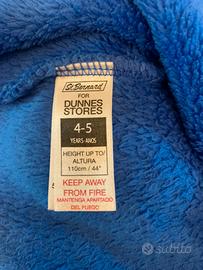 St Bernard
FOR
DUNNES
STORES
4-5
YEARS-ANOS
HEIGHT UP TO/
ALTURA
110cm / 44"
KEEP AWAY
FROM FIRE
MANTENGA APARTADO
DEL FUEGO
subito